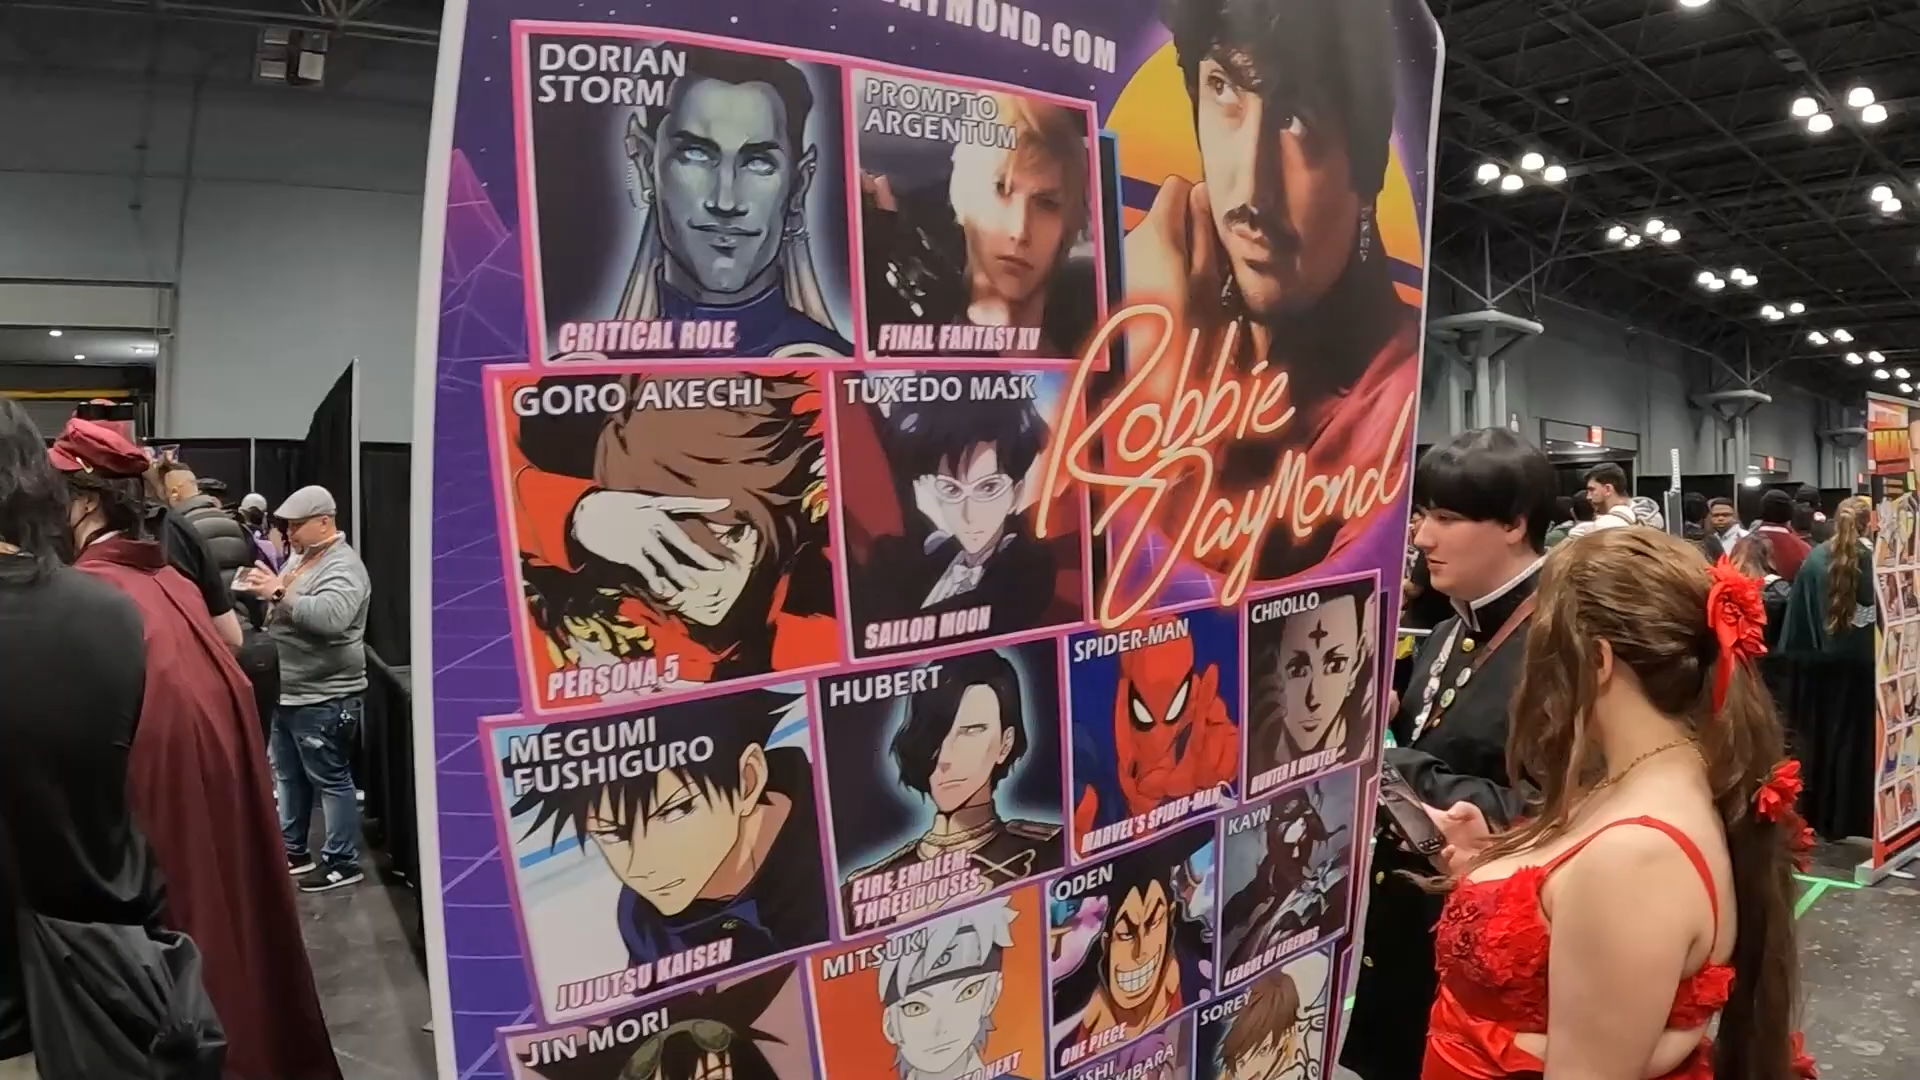 AYMOND.COM
DORIAN
STORM
CRITICAL ROLE
PROMPTO
ARGENTUM
FINAL FANTASY XV
Robbie
Daymond
GORO AKECHI
PERSONA 5
TUXEDO MASK
SAILOR MOON
MEGUMI
FUSHIGURO
JUJUTSU KAISEN
HUBERT
FIRE EMBLEM:
THREE HOUSES
SPIDER-MAN
MARVEL'S SPIDER-MAN
CHROLLO
HUNTER X HUNTER
KAYN
LEAGUE OF LEGENDS
ODEN
ONE PIECE
MITSUKI
NEXT
JIN MORI
SOREY